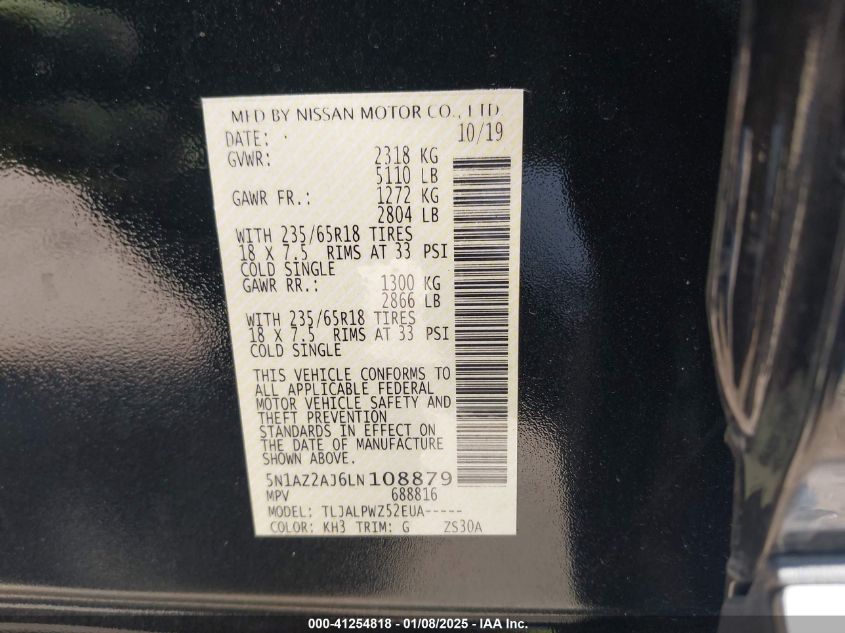 MFD BY NISSAN MOTOR CO., LTD.
DATE: 10/19
GVWR: 2318 KG
5110 LB
GAWR FR.: 1272 KG
2804 LB
WITH 235/65R18 TIRES
18 X 7.5 RIMS AT 33 PSI
COLD SINGLE
GAWR RR.: 1300 KG
2866 LB
WITH 235/65R18 TIRES
18 X 7.5 RIMS AT 33 PSI
COLD SINGLE
THIS VEHICLE CONFORMS TO
ALL APPLICABLE FEDERAL
MOTOR VEHICLE SAFETY AND
THEFT PREVENTION
STANDARDS IN EFFECT ON
THE DATE OF MANUFACTURE
SHOWN ABOVE.
5N1AZ2AJ6LN108879
MPV 688816
MODEL: TLJALPWZ52EUA-----
COLOR: KH3 TRIM: G ZS30A
000-41254818 - 01/08/2025 - IAA Inc.